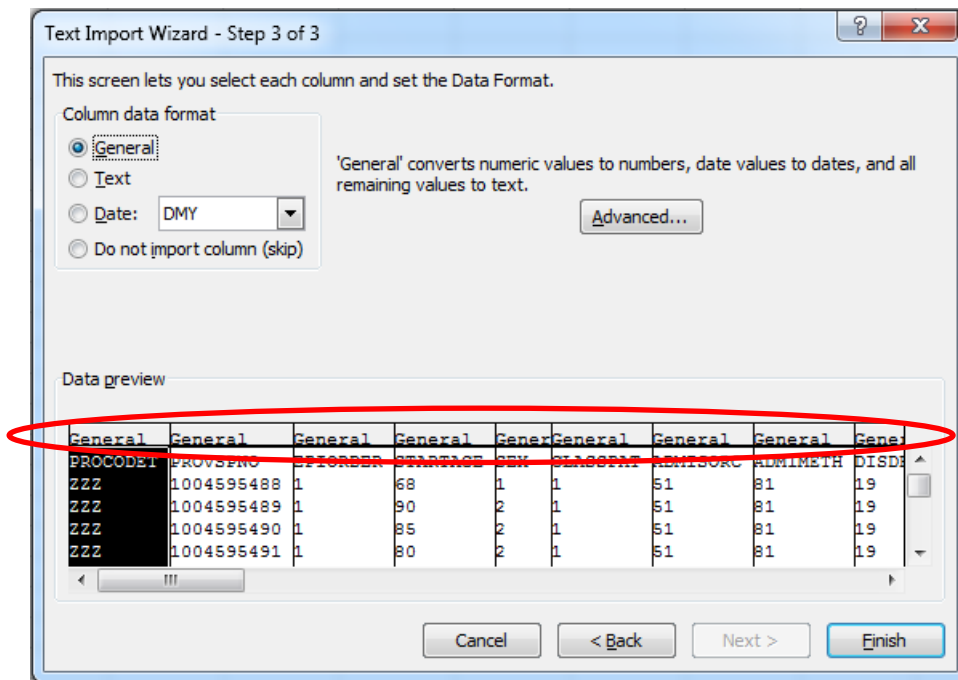 Text Import Wizard - Step 3 of 3
This screen lets you select each column and set the Data Format.
Column data format
General
Text
Date: DMY
Do not import column (skip)
'General' converts numeric values to numbers, date values to dates, and all
remaining values to text.
Advanced...
Data preview
General General General General Gener General General General Gener
PROCODET PROVSPNO EPIORDER STARTAGE SEX CLASSPAT ADMISORC ADMIMETH DISD
ZZZ 1004595488 1 68 1 1 51 81 19
ZZZ 1004595489 1 90 2 1 51 81 19
ZZZ 1004595490 1 85 2 1 51 81 19
ZZZ 1004595491 1 80 2 1 51 81 19
Cancel < Back Next > Finish